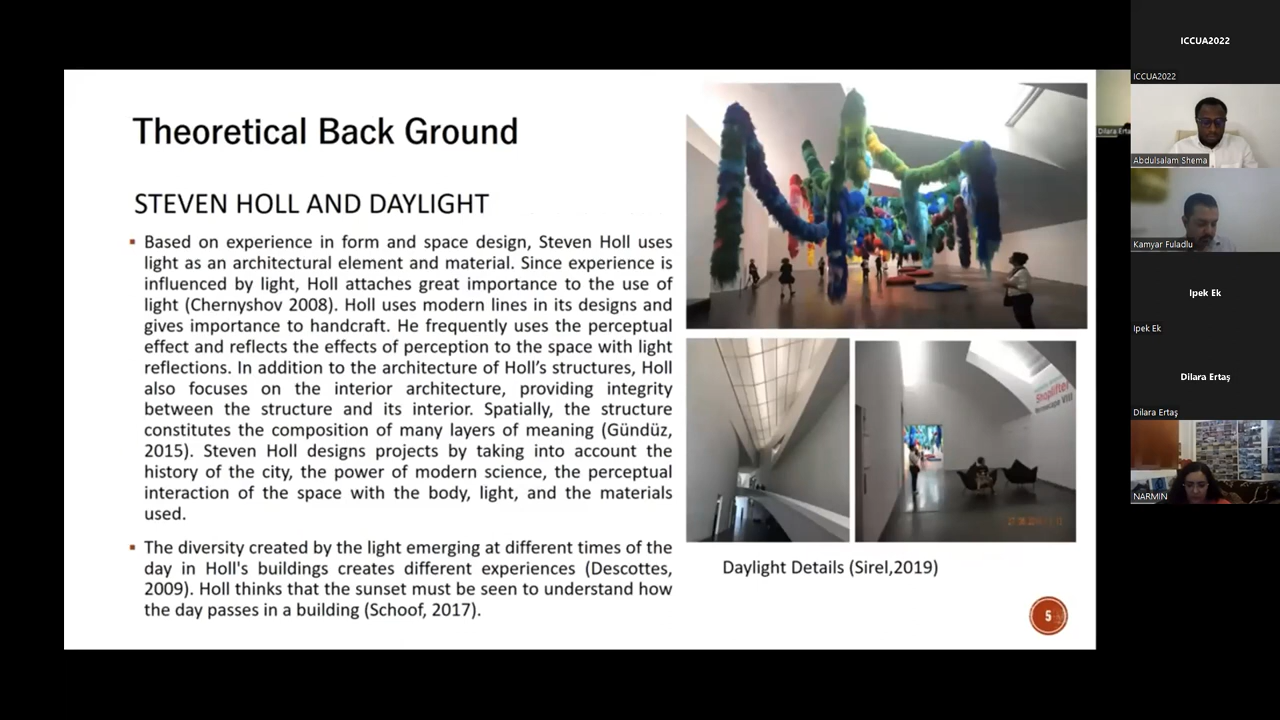 Theoretical Back Ground
STEVEN HOLL AND DAYLIGHT
▪ Based on experience in form and space design, Steven Holl uses
light as an architectural element and material. Since experience is
influenced by light, Holl attaches great importance to the use of
light (Chernyshov 2008). Holl uses modern lines in its designs and
gives importance to handcraft. He frequently uses the perceptual
effect and reflects the effects of perception to the space with light
reflections. In addition to the architecture of Holl’s structures, Holl
also focuses on the interior architecture, providing integrity
between the structure and its interior. Spatially, the structure
constitutes the composition of many layers of meaning (Gündüz,
2015). Steven Holl designs projects by taking into account the
history of the city, the power of modern science, the perceptual
interaction of the space with the body, light, and the materials
used.
▪ The diversity created by the light emerging at different times of the
day in Holl's buildings creates different experiences (Descottes,
2009). Holl thinks that the sunset must be seen to understand how
the day passes in a building (Schoof, 2017).
Shoplifter
VIII
Daylight Details (Sirel,2019)
5
Dilara Erta
ICCUA2022
ICCUA2022
Abdulsalam Shema
Kamyar Fuladlu
Ipek Ek
Ipek Ek
Dilara Ertaş
Dilara Ertaş
NARMIN